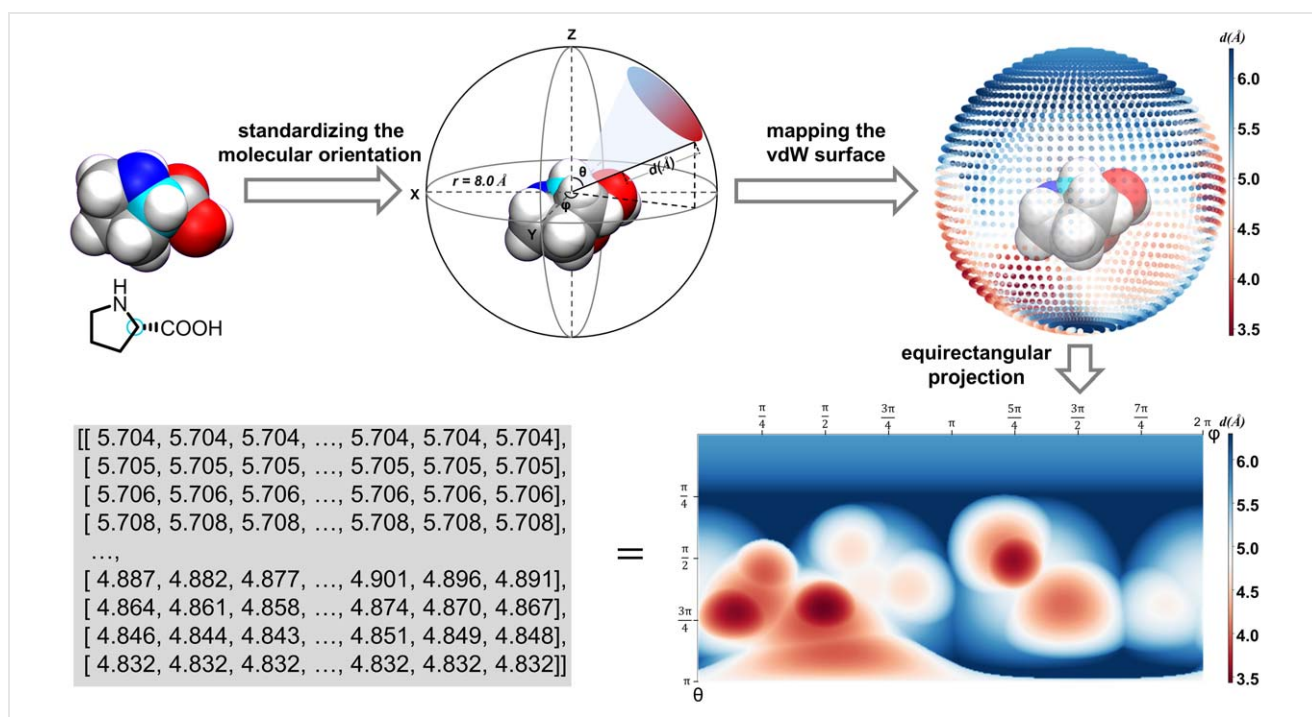 standardizing the
molecular orientation
Z
X
Y
r = 8.0 Å
θ
φ
d(Å)
mapping the
vdW surface
d(Å)
6.0
5.5
5.0
4.5
4.0
3.5
H
N
COOH
equirectangular
projection
π/4 π/2 3π/4 π 5π/4 3π/2 7π/4 2 π
φ
d(Å)
π/4
π/2
3π/4
π
θ
6.0
5.5
5.0
4.5
4.0
3.5
[[ 5.704, 5.704, 5.704, ..., 5.704, 5.704, 5.704],
[ 5.705, 5.705, 5.705, ..., 5.705, 5.705, 5.705],
[ 5.706, 5.706, 5.706, ..., 5.706, 5.706, 5.706],
[ 5.708, 5.708, 5.708, ..., 5.708, 5.708, 5.708],
...,
[ 4.887, 4.882, 4.877, ..., 4.901, 4.896, 4.891],
[ 4.864, 4.861, 4.858, ..., 4.874, 4.870, 4.867],
[ 4.846, 4.844, 4.843, ..., 4.851, 4.849, 4.848],
[ 4.832, 4.832, 4.832, ..., 4.832, 4.832, 4.832]]
=